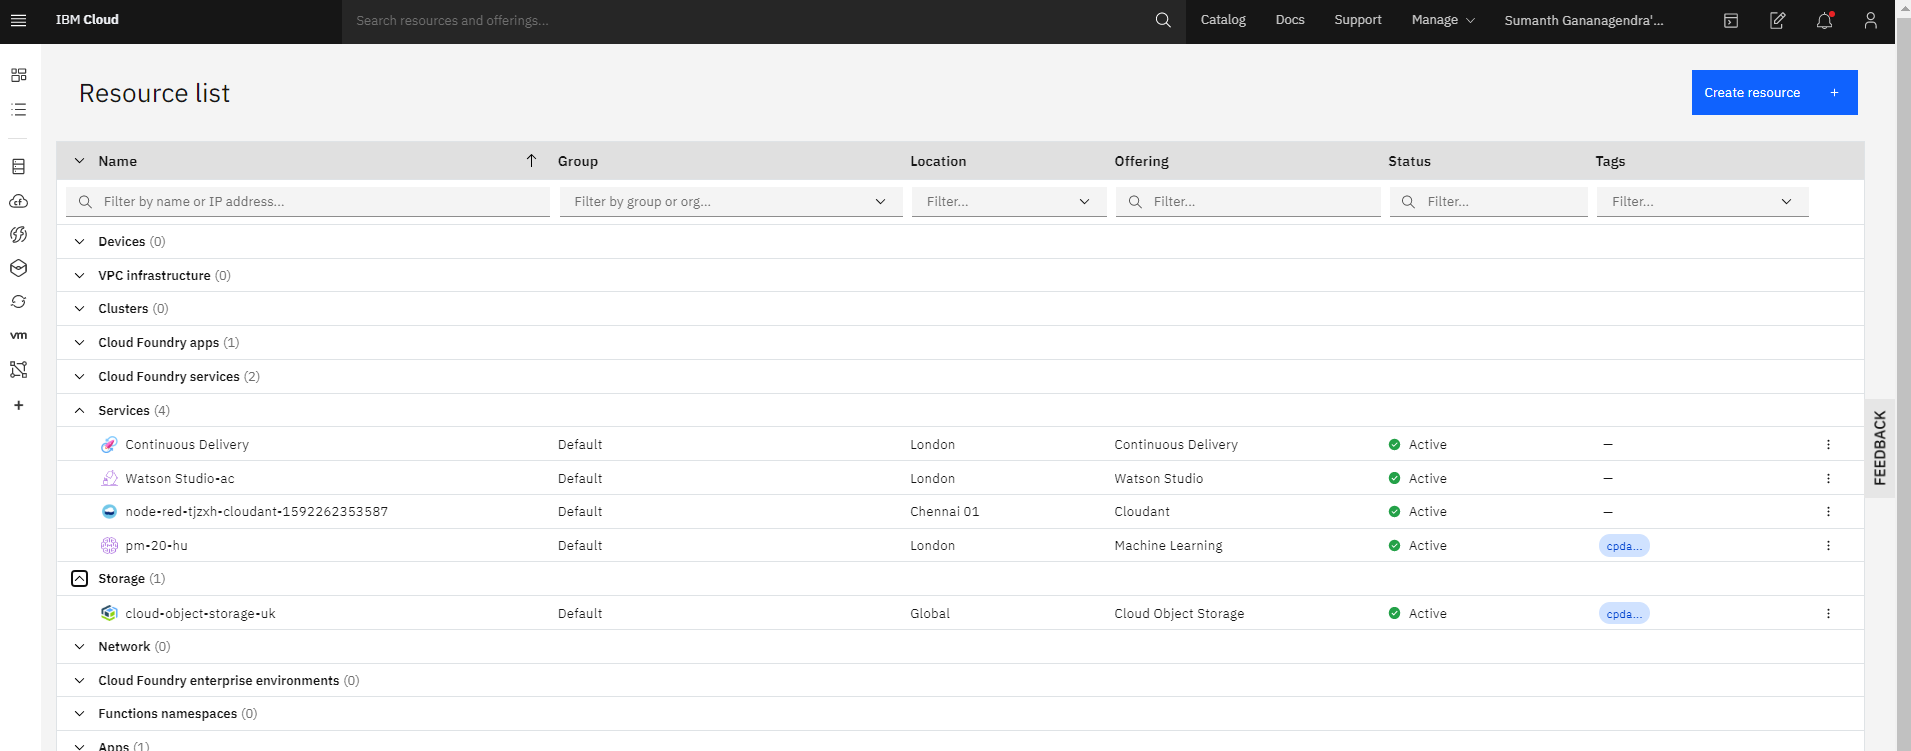 IBM Cloud Search resources and offerings... Catalog Docs Support Manage Sumanth Gananagendra'...
Resource list
Create resource +
Name Group Location Offering Status Tags
Filter by name or IP address... Filter by group or org... Filter... Filter... Filter... Filter...
Devices (0)
VPC infrastructure (0)
Clusters (0)
cf
vm
Cloud Foundry apps (1)
Cloud Foundry services (2)
Services (4)
Continuous Delivery Default London Continuous Delivery Active —
Watson Studio-ac Default London Watson Studio Active —
node-red-tjzxh-cloudant-1592262353587 Default Chennai 01 Cloudant Active —
pm-20-hu Default London Machine Learning Active cpda...
Storage (1)
cloud-object-storage-uk Default Global Cloud Object Storage Active cpda...
Network (0)
Cloud Foundry enterprise environments (0)
Functions namespaces (0)
Apps (1)
FEEDBACK